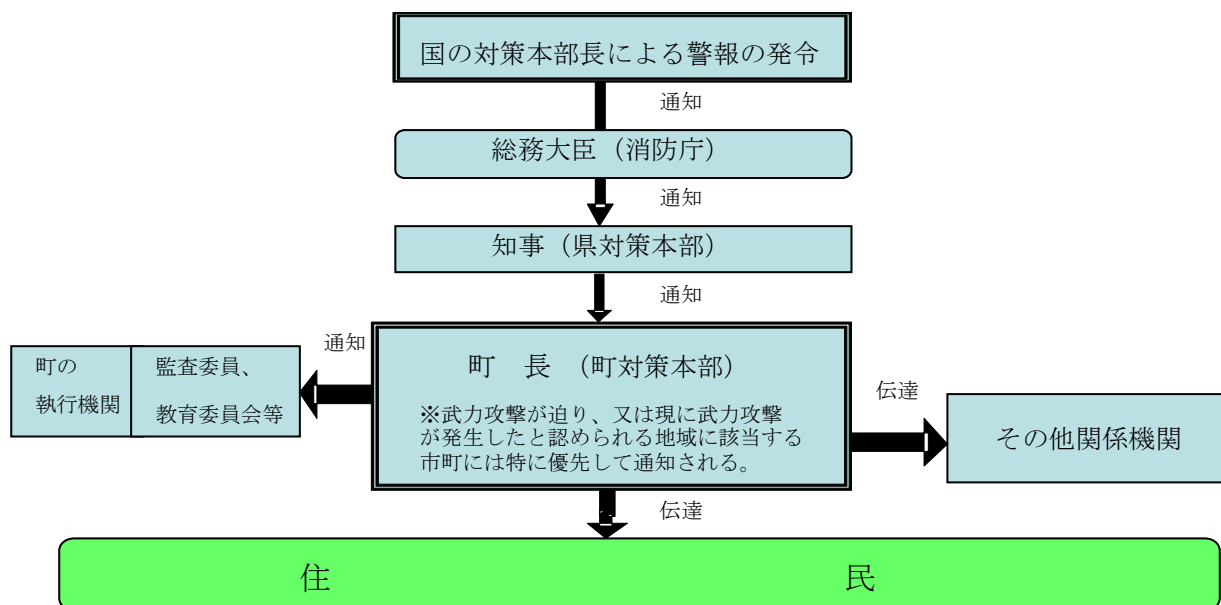 国の対策本部長による警報の発令
通知
総務大臣（消防庁）
通知
知事（県対策本部）
通知
町　長　（町対策本部）
※武力攻撃が迫り、又は現に武力攻撃
が発生したと認められる地域に該当する
市町には特に優先して通知される。
通知
町の
執行機関
監査委員、
教育委員会等
伝達
その他関係機関
伝達
住　民